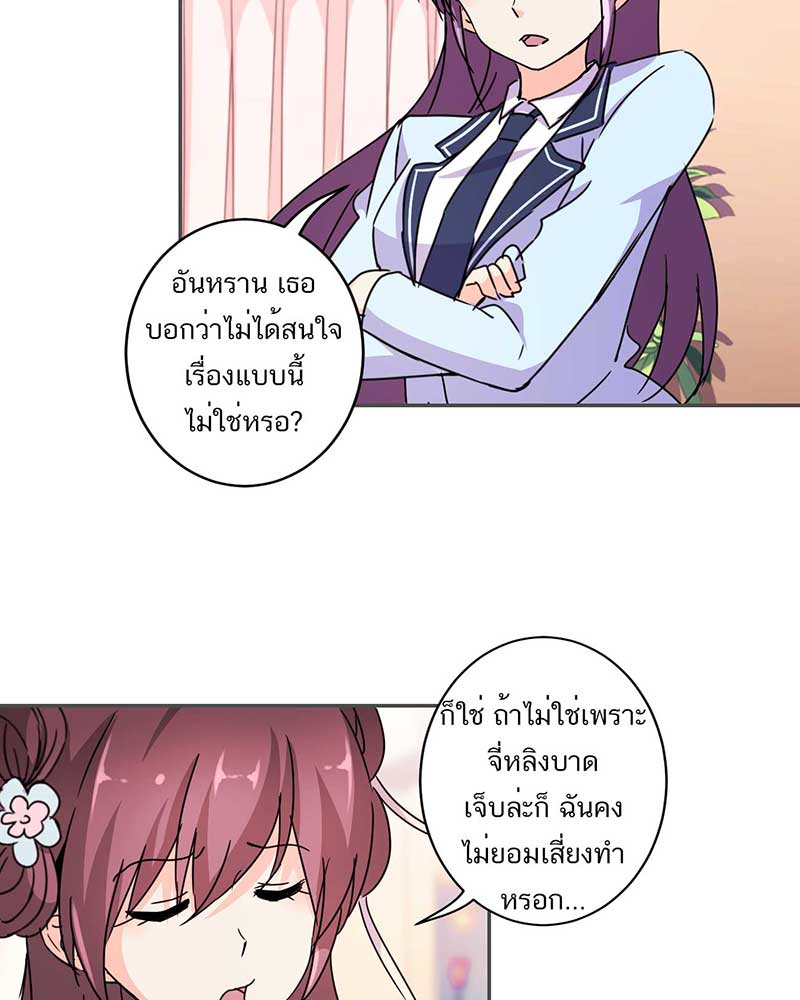 อันหราน เธอ
บอกว่าไม่ได้สนใจ
เรื่องแบบนี้
ไม่ใช่หรอ?
ก็ใช่ ถ้าไม่ใช่เพราะ
จี่หลิงบาด
เจ็บล่ะก็ ฉันคง
ไม่ยอมเสี่ยงทำ
หรอก...